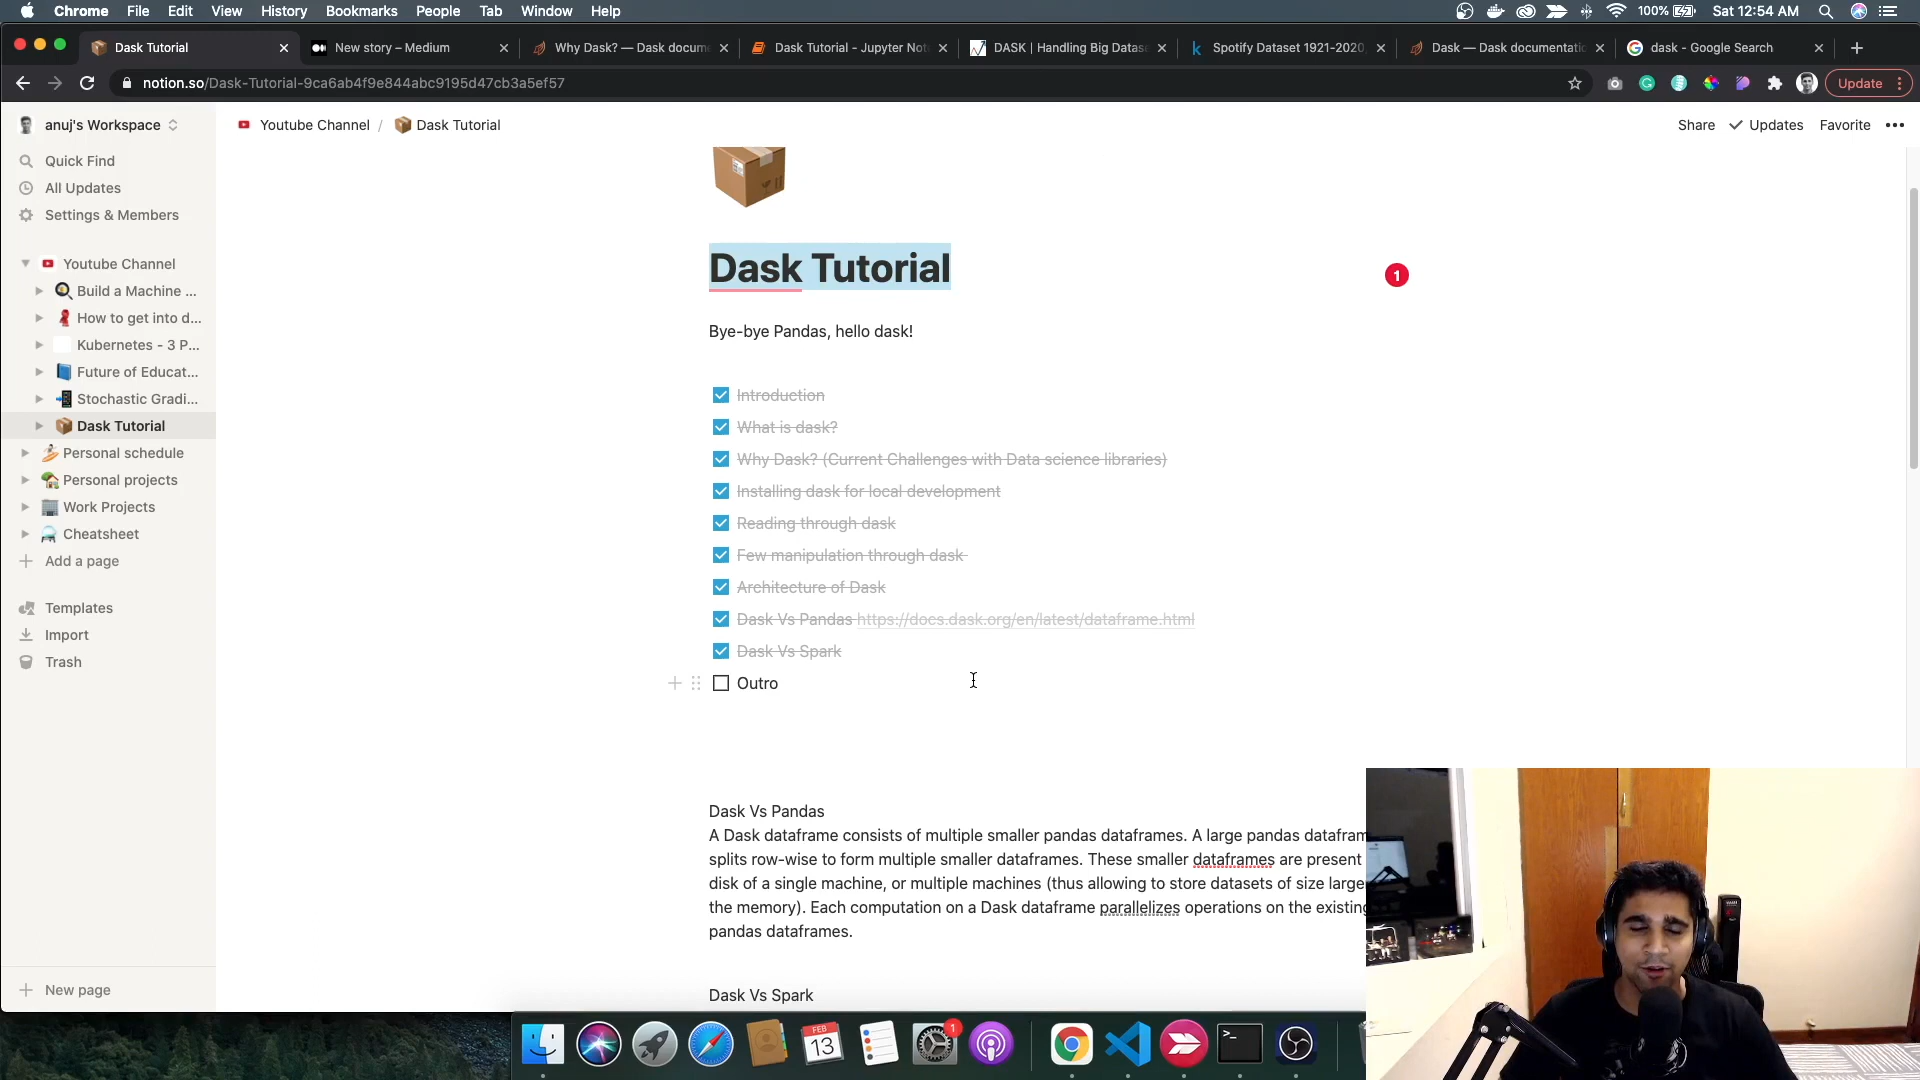 Chrome File Edit View History Bookmarks People Tab Window Help
100% Sat 12:54 AM
Dask Tutorial
New story – Medium
Why Dask? — Dask docum
Dask Tutorial - Jupyter Not
DASK | Handling Big Datase
Spotify Dataset 1921-2020,
Dask — Dask documentatio
dask - Google Search
notion.so/Dask-Tutorial-9ca6ab4f9e844abc9195d47cb3a5ef57
Update
anuj's Workspace
Youtube Channel / Dask Tutorial
Share Updates Favorite
Quick Find
All Updates
Settings & Members
Youtube Channel
Build a Machine ...
How to get into d...
Kubernetes - 3 P...
Future of Educat...
Stochastic Gradi...
Dask Tutorial
Personal schedule
Personal projects
Work Projects
Cheatsheet
Add a page
Templates
Import
Trash
New page
Dask Tutorial
1
Bye-bye Pandas, hello dask!
Introduction
What is dask?
Why Dask? (Current Challenges with Data science libraries)
Installing dask for local development
Reading through dask
Few manipulation through dask
Architecture of Dask
Dask Vs Pandas https://docs.dask.org/en/latest/dataframe.html
Dask Vs Spark
Outro
Dask Vs Pandas
A Dask dataframe consists of multiple smaller pandas dataframes. A large pandas datafram
splits row-wise to form multiple smaller dataframes. These smaller dataframes are present
disk of a single machine, or multiple machines (thus allowing to store datasets of size large
the memory). Each computation on a Dask dataframe parallelizes operations on the existing
pandas dataframes.
Dask Vs Spark
FEB
13
1